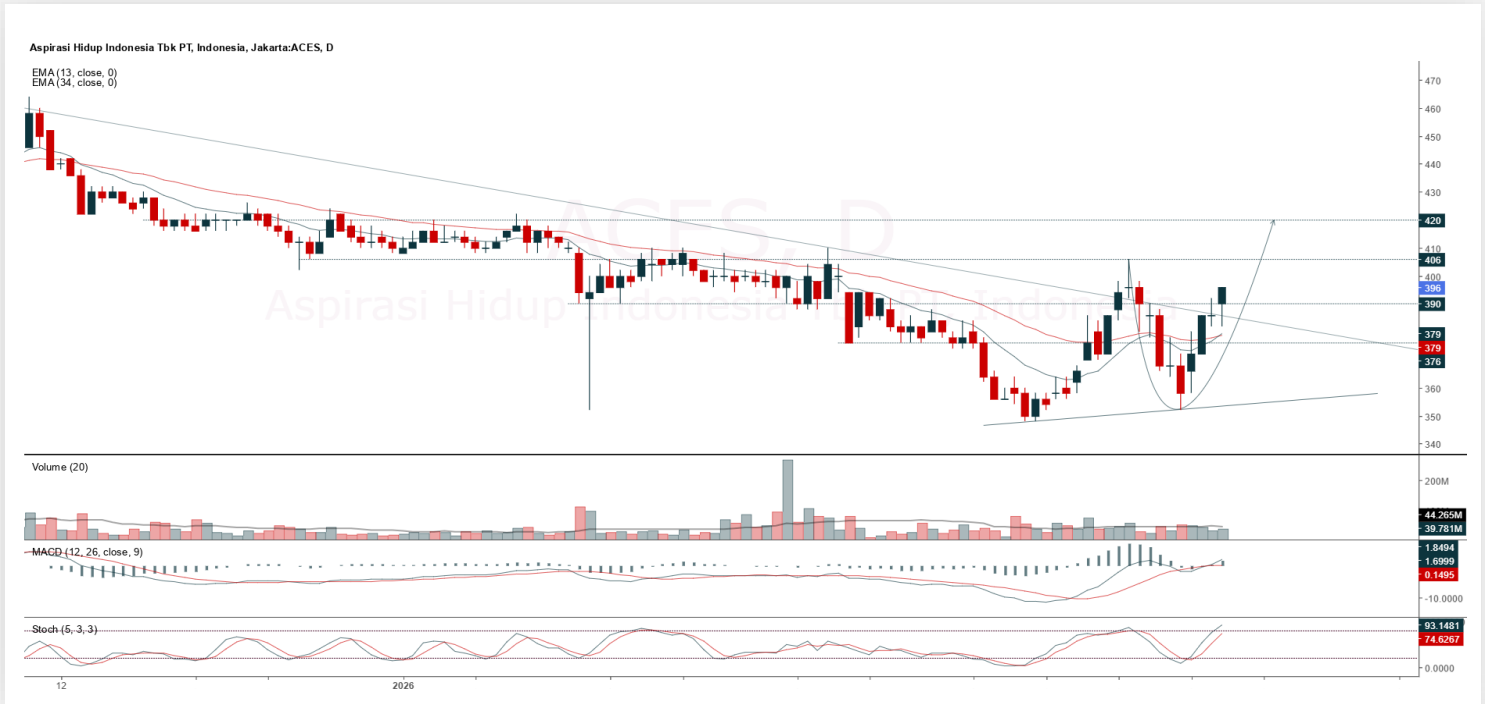 Aspirasi Hidup Indonesia Tbk PT, Indonesia, Jakarta:ACES, D
EMA (13, close, 0)
EMA (34, close, 0)
ACES, D
Aspirasi Hidup Indonesia Tbk PT, Indonesia
470
460
450
440
430
420
410
406
400
396
390
379
379
376
360
350
340
Volume (20)
200M
44.265M
39.781M
MACD (12, 26, close, 9)
1.8494
1.6999
0.1495
-10.0000
Stoch (5, 3, 3)
93.1481
74.6267
0.0000
12
2026